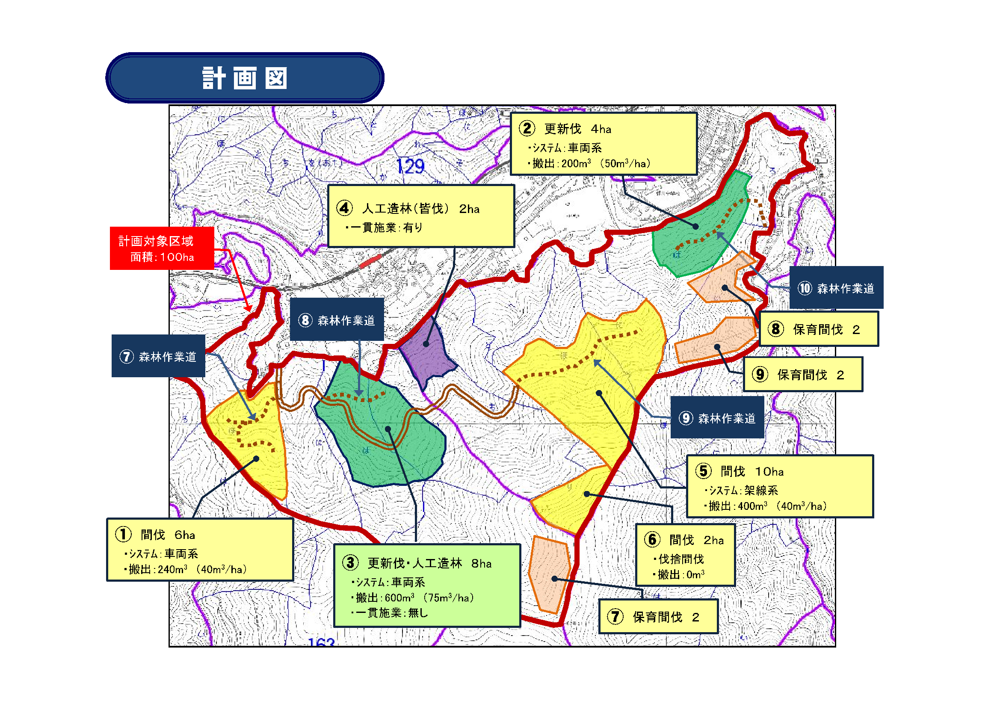 計画図
② 更新伐 4ha
・システム：車両系
・搬出：200m³ （50m³/ha）
129
④ 人工造林（皆伐） 2ha
・一貫施業：有り
計画対象区域
面積：100ha
⑩ 森林作業道
⑧ 森林作業道
⑧ 保育間伐 2
⑦ 森林作業道
⑨ 保育間伐 2
⑨ 森林作業道
⑤ 間伐 10ha
・システム：架線系
・搬出：400m³ （40m³/ha）
① 間伐 6ha
・システム：車両系
・搬出：240m³ （40m³/ha）
⑥ 間伐 2ha
・伐捨間伐
・搬出：0m³
③ 更新伐・人工造林 8ha
・システム：車両系
・搬出：600m³ （75m³/ha）
・一貫施業：無し
⑦ 保育間伐 2
163